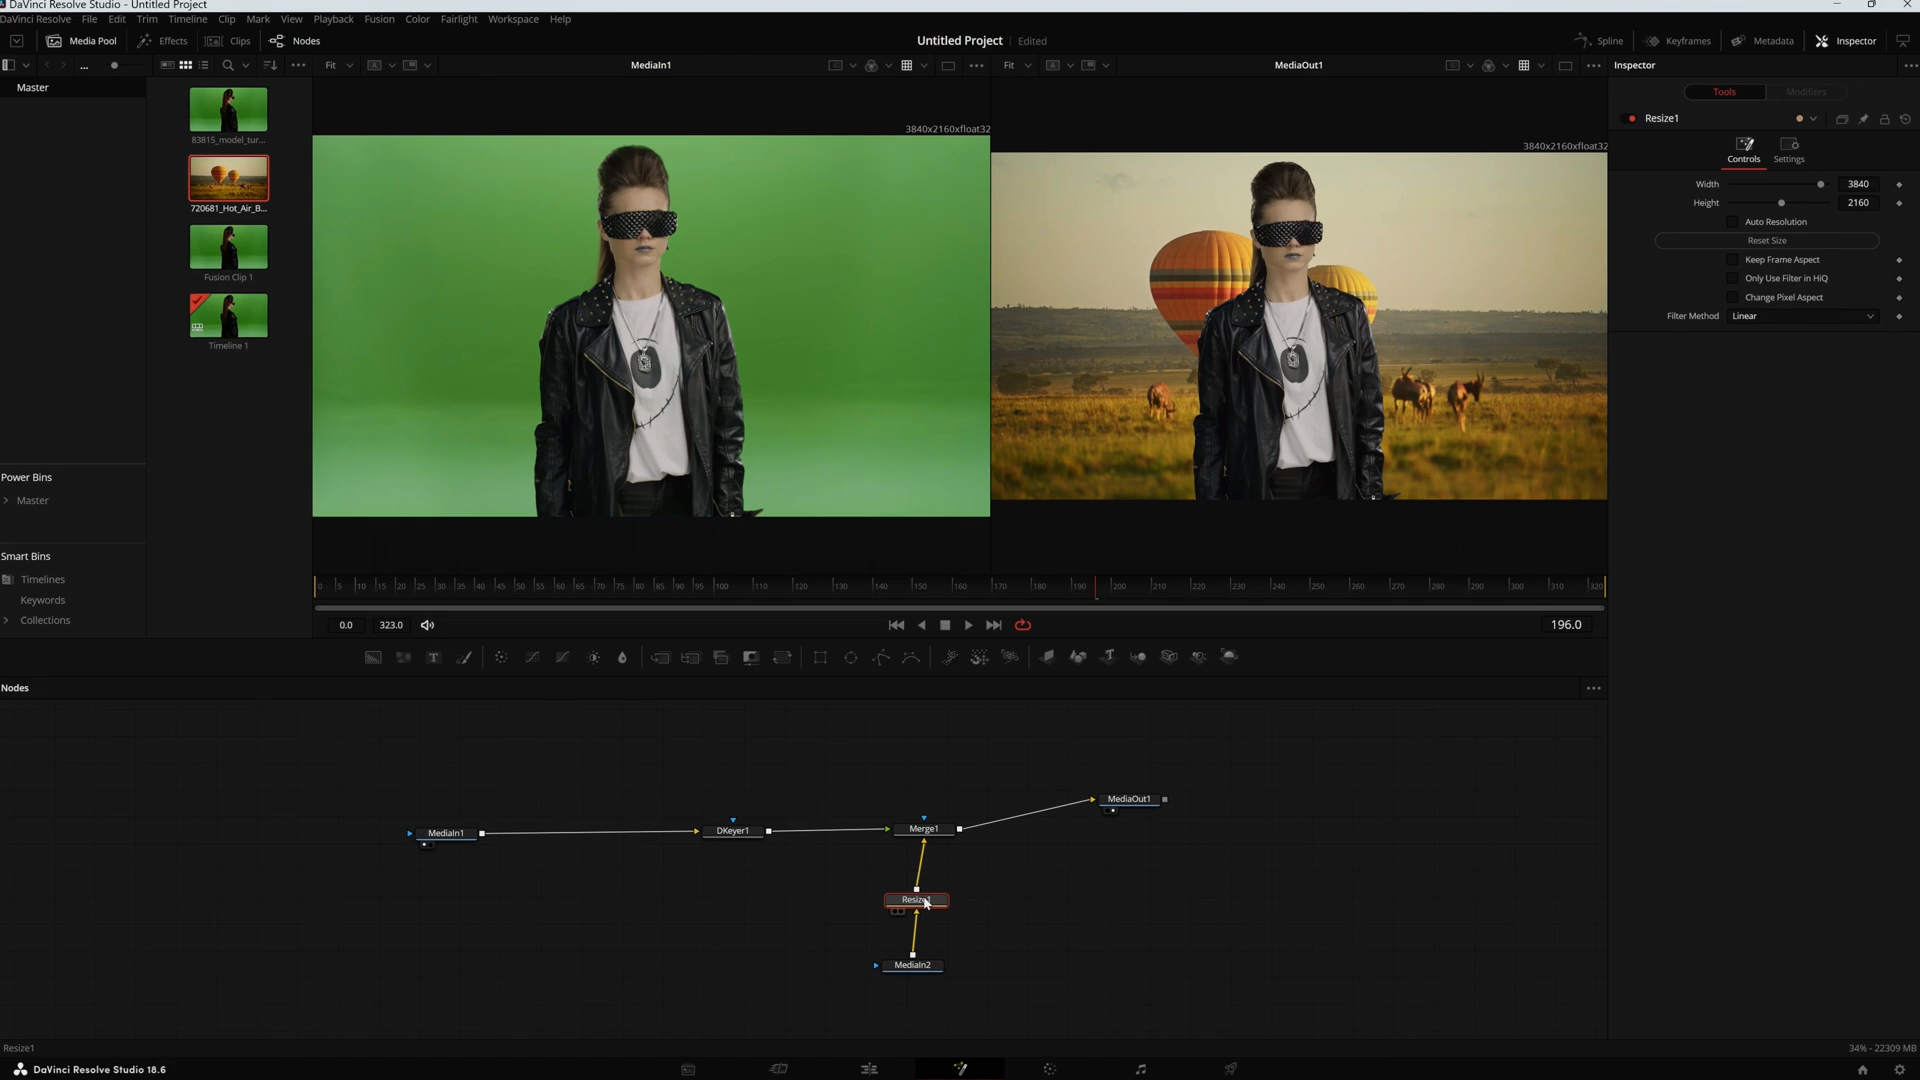 DaVinci Resolve Studio - Untitled Project
DaVinci Resolve File Edit Trim Timeline Clip Mark View Playback Fusion Color Fairlight Workspace Help
Media Pool Effects Clips Nodes Untitled Project Edited Spline Keyframes Metadata Inspector
... Fit A MediaIn1 Fit A MediaOut1 Inspector
Master
Tools Modifiers
Resize1
3840x2160xfloat32
3840x2160xfloat32
83815_model_tur...
Controls Settings
Width 3840
Height 2160
720681_Hot_Air_B...
Auto Resolution
Reset Size
Keep Frame Aspect
Fusion Clip 1
Only Use Filter in HiQ
Change Pixel Aspect
Filter Method Linear
Timeline 1
Power Bins
Master
Smart Bins
Timelines
0 5 10 15 20 25 30 35 40 45 50 55 60 65 70 75 80 85 90 95 100 110 120 130 140 150 160 170 180 190 200 210 220 230 240 250 260 270 280 290 300 310 320
Keywords
Collections
0.0 323.0 196.0
T
Nodes
MediaOut1
MediaIn1 DKeyer1 Merge1
Resize1
MediaIn2
Resize1 34% - 22309 MB
DaVinci Resolve Studio 18.6